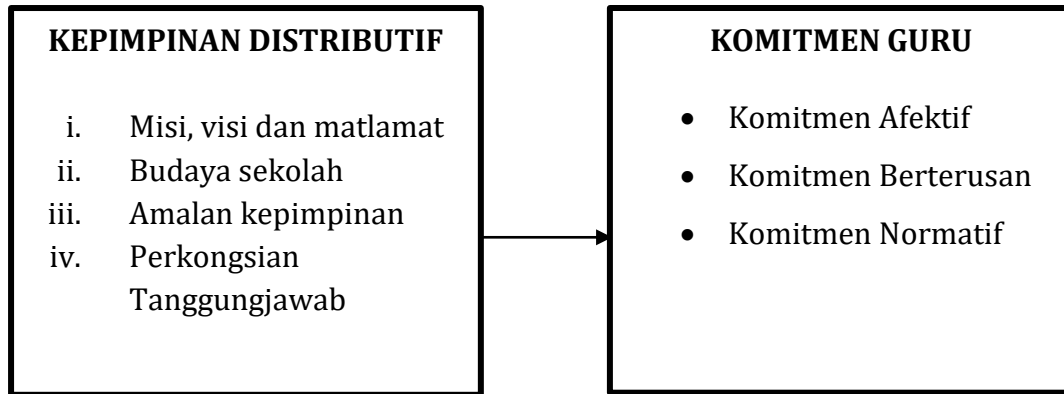 KEPIMPINAN DISTRIBUTIF
i. Misi, visi dan matlamat
ii. Budaya sekolah
iii. Amalan kepimpinan
iv. Perkongsian
Tanggungjawab
KOMITMEN GURU
• Komitmen Afektif
• Komitmen Berterusan
• Komitmen Normatif